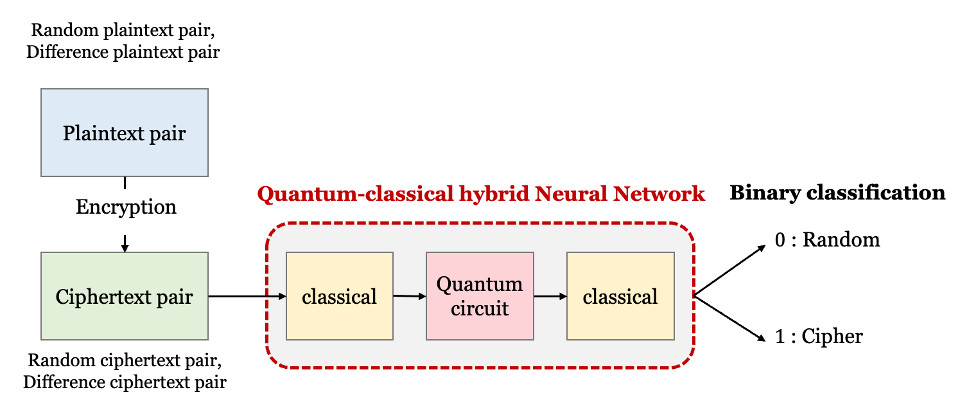 Random plaintext pair,
Difference plaintext pair
Plaintext pair
Encryption
Ciphertext pair
Random ciphertext pair,
Difference ciphertext pair
Quantum-classical hybrid Neural Network
classical
Quantum
circuit
classical
Binary classification
0 : Random
1 : Cipher